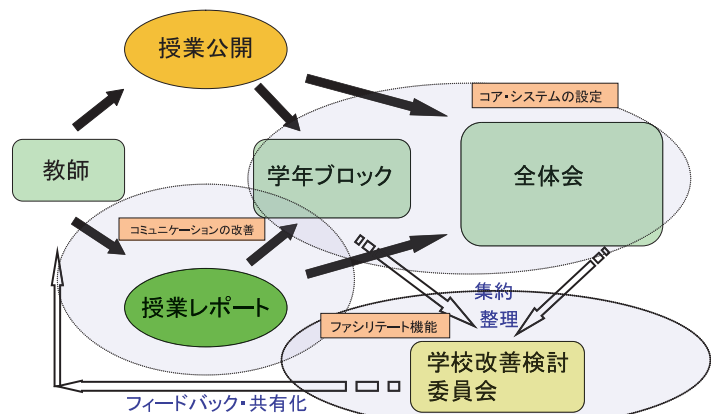 授業公開
コア・システムの設定
教師
学年ブロック
全体会
コミュニケーションの改善
授業レポート
集約
整理
ファシリテート機能
学校改善検討
委員会
フィードバック・共有化